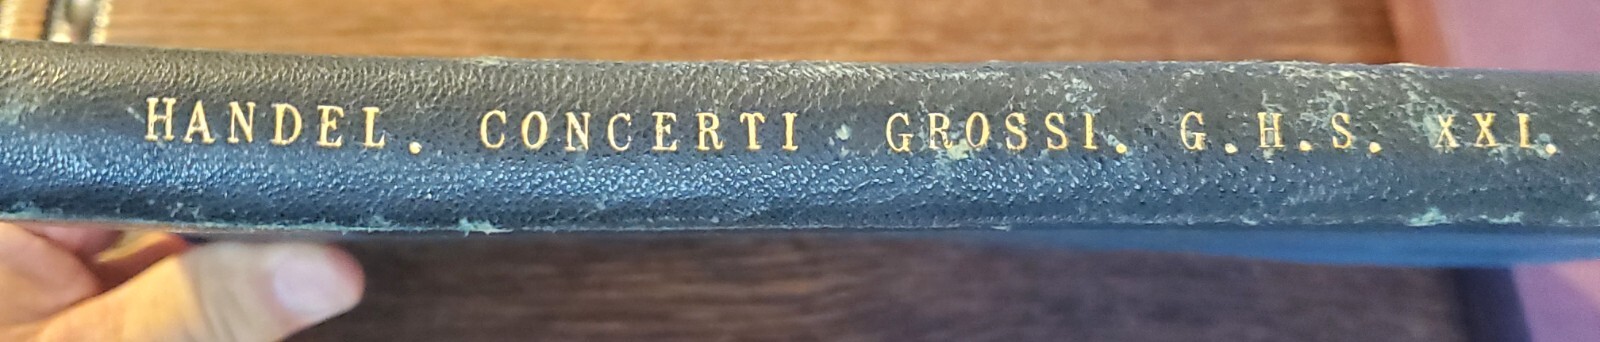 HANDEL. CONCERTI GROSSI. G.H.S. XXI.